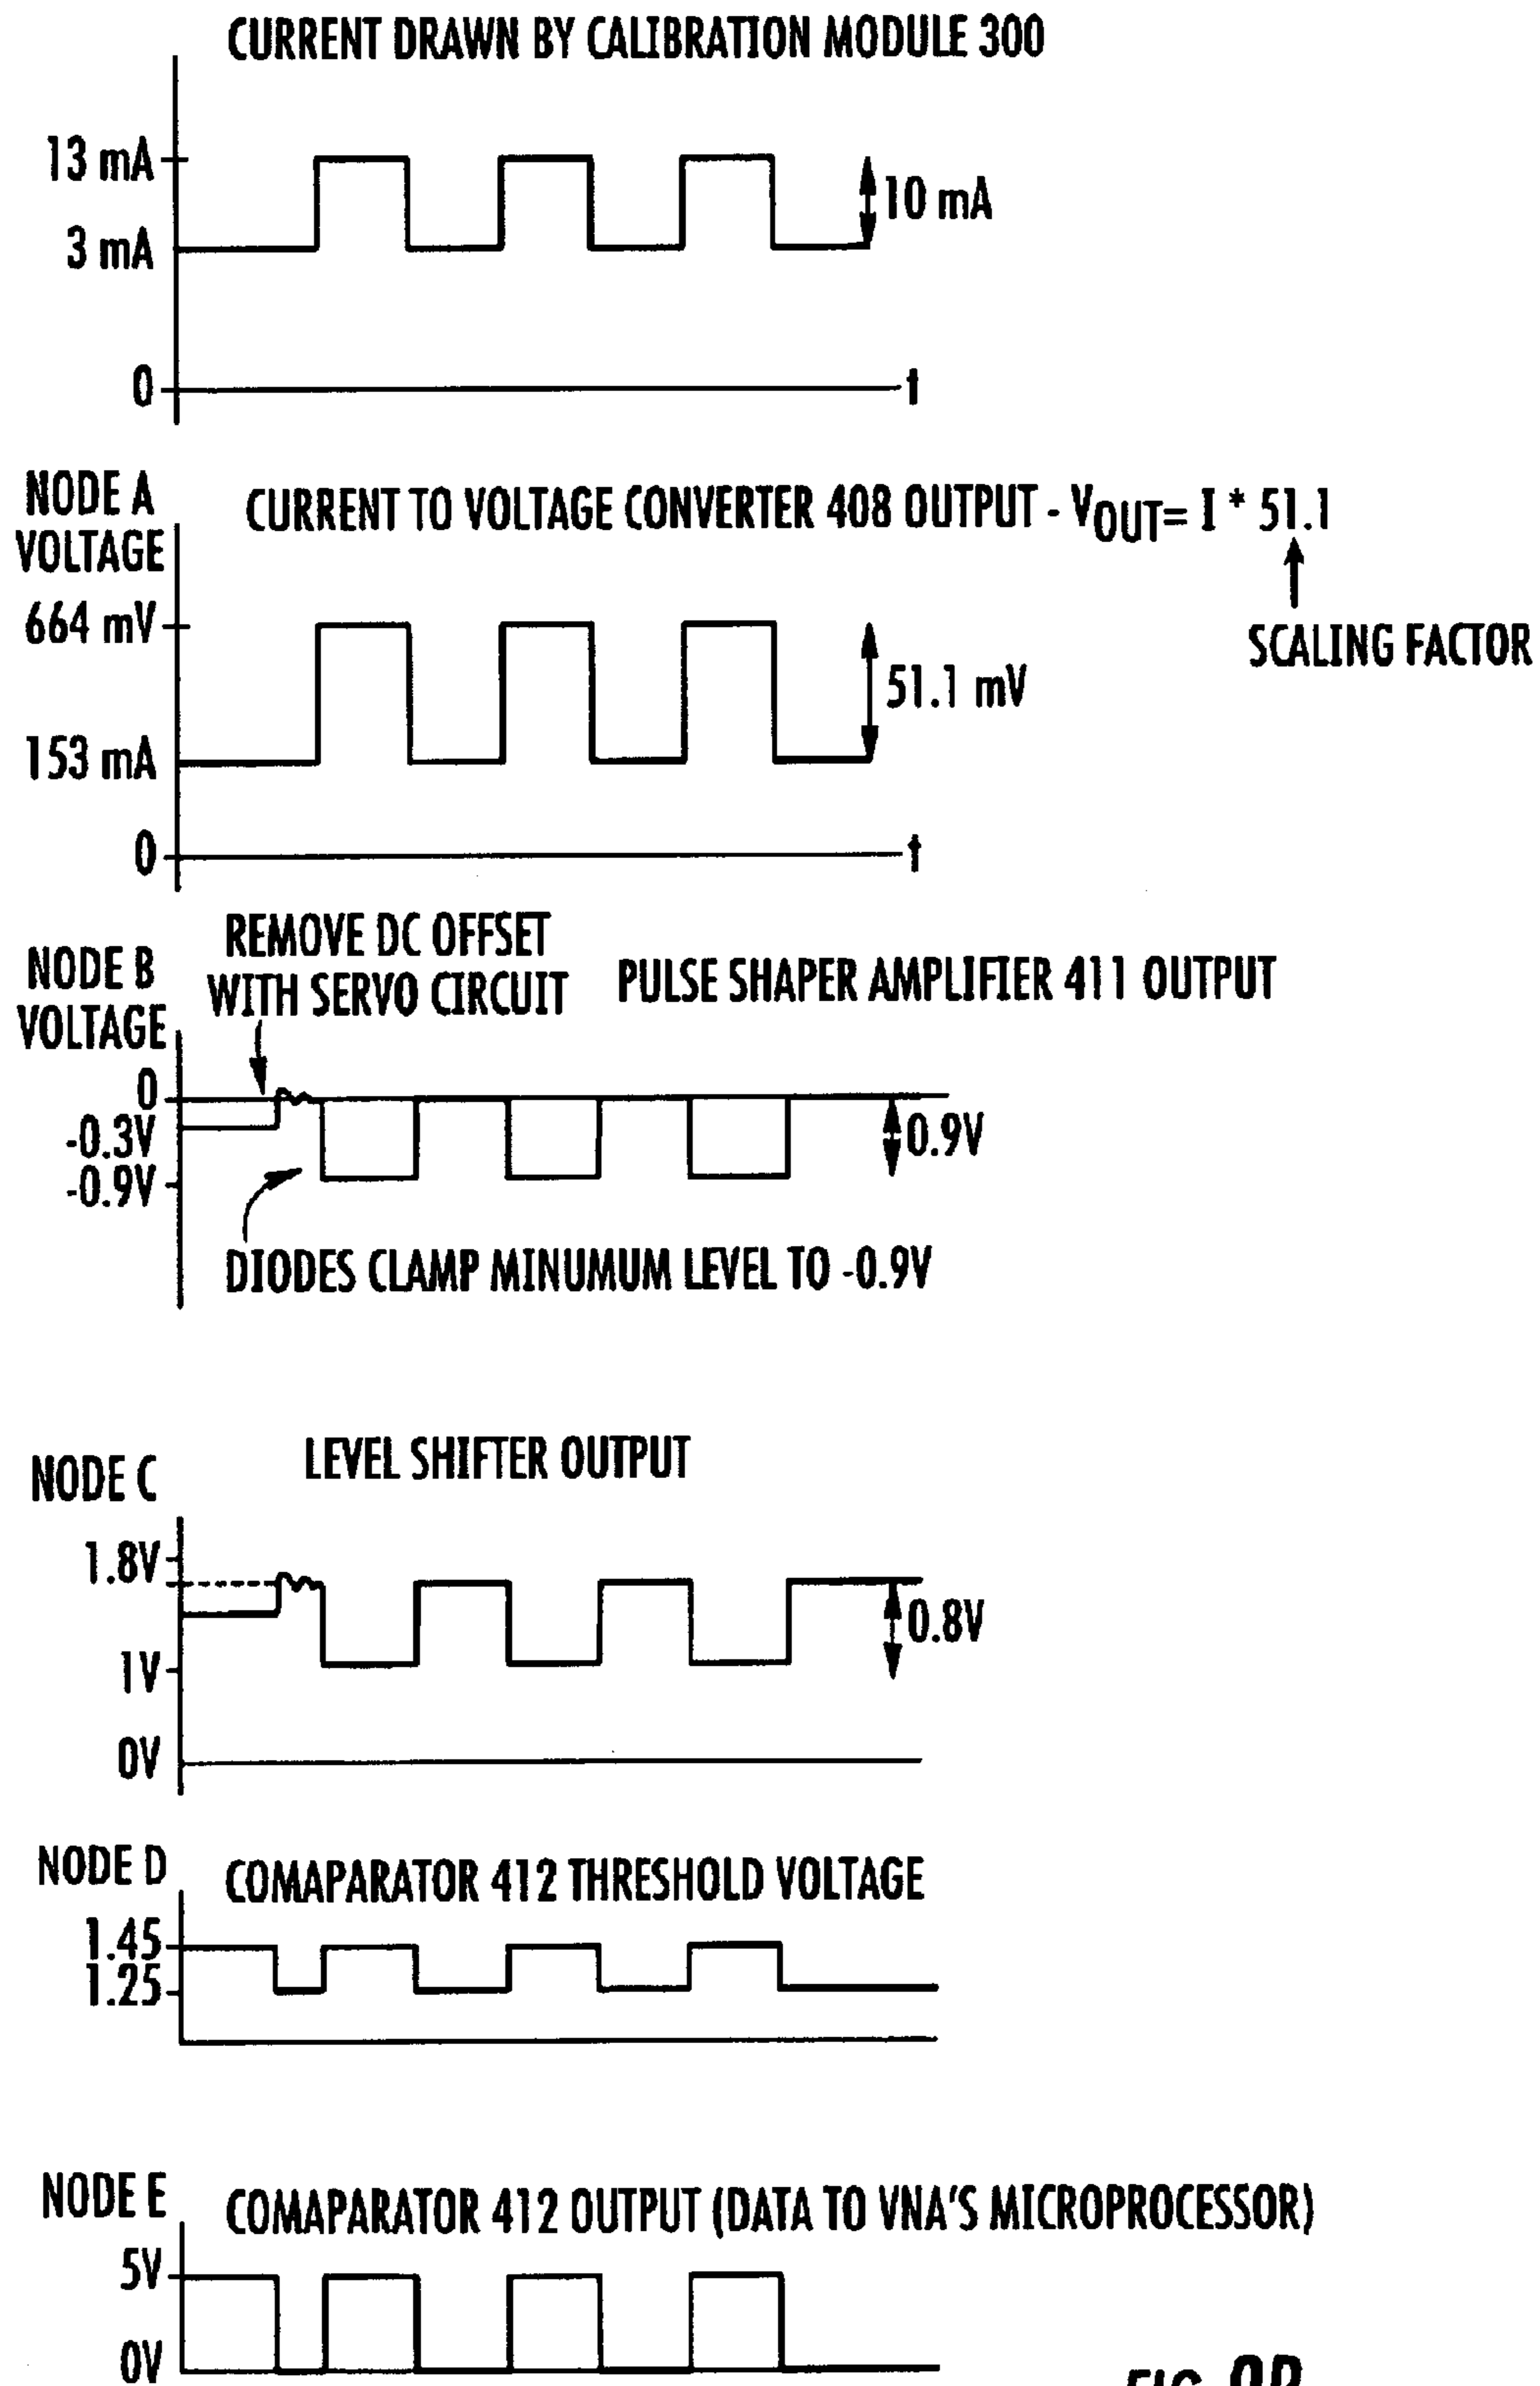 CURRENT DRAWN BY CALIBRATION MODULE 300
13 mA
10 mA
3 mA
0
t
NODE A
VOLTAGE
CURRENT TO VOLTAGE CONVERTER 408 OUTPUT - VOUT= I * 51.1
SCALING FACTOR
664 mV
51.1 mV
153 mA
0
t
NODE B
VOLTAGE
REMOVE DC OFFSET
WITH SERVO CIRCUIT
PULSE SHAPER AMPLIFIER 411 OUTPUT
0
-0.3V
-0.9V
0.9V
DIODES CLAMP MINUMUM LEVEL TO -0.9V
NODE C
LEVEL SHIFTER OUTPUT
1.8V
0.8V
1V
0V
NODE D
COMAPARATOR 412 THRESHOLD VOLTAGE
1.45
1.25
NODE E
COMAPARATOR 412 OUTPUT (DATA TO VNA'S MICROPROCESSOR)
5V
0V